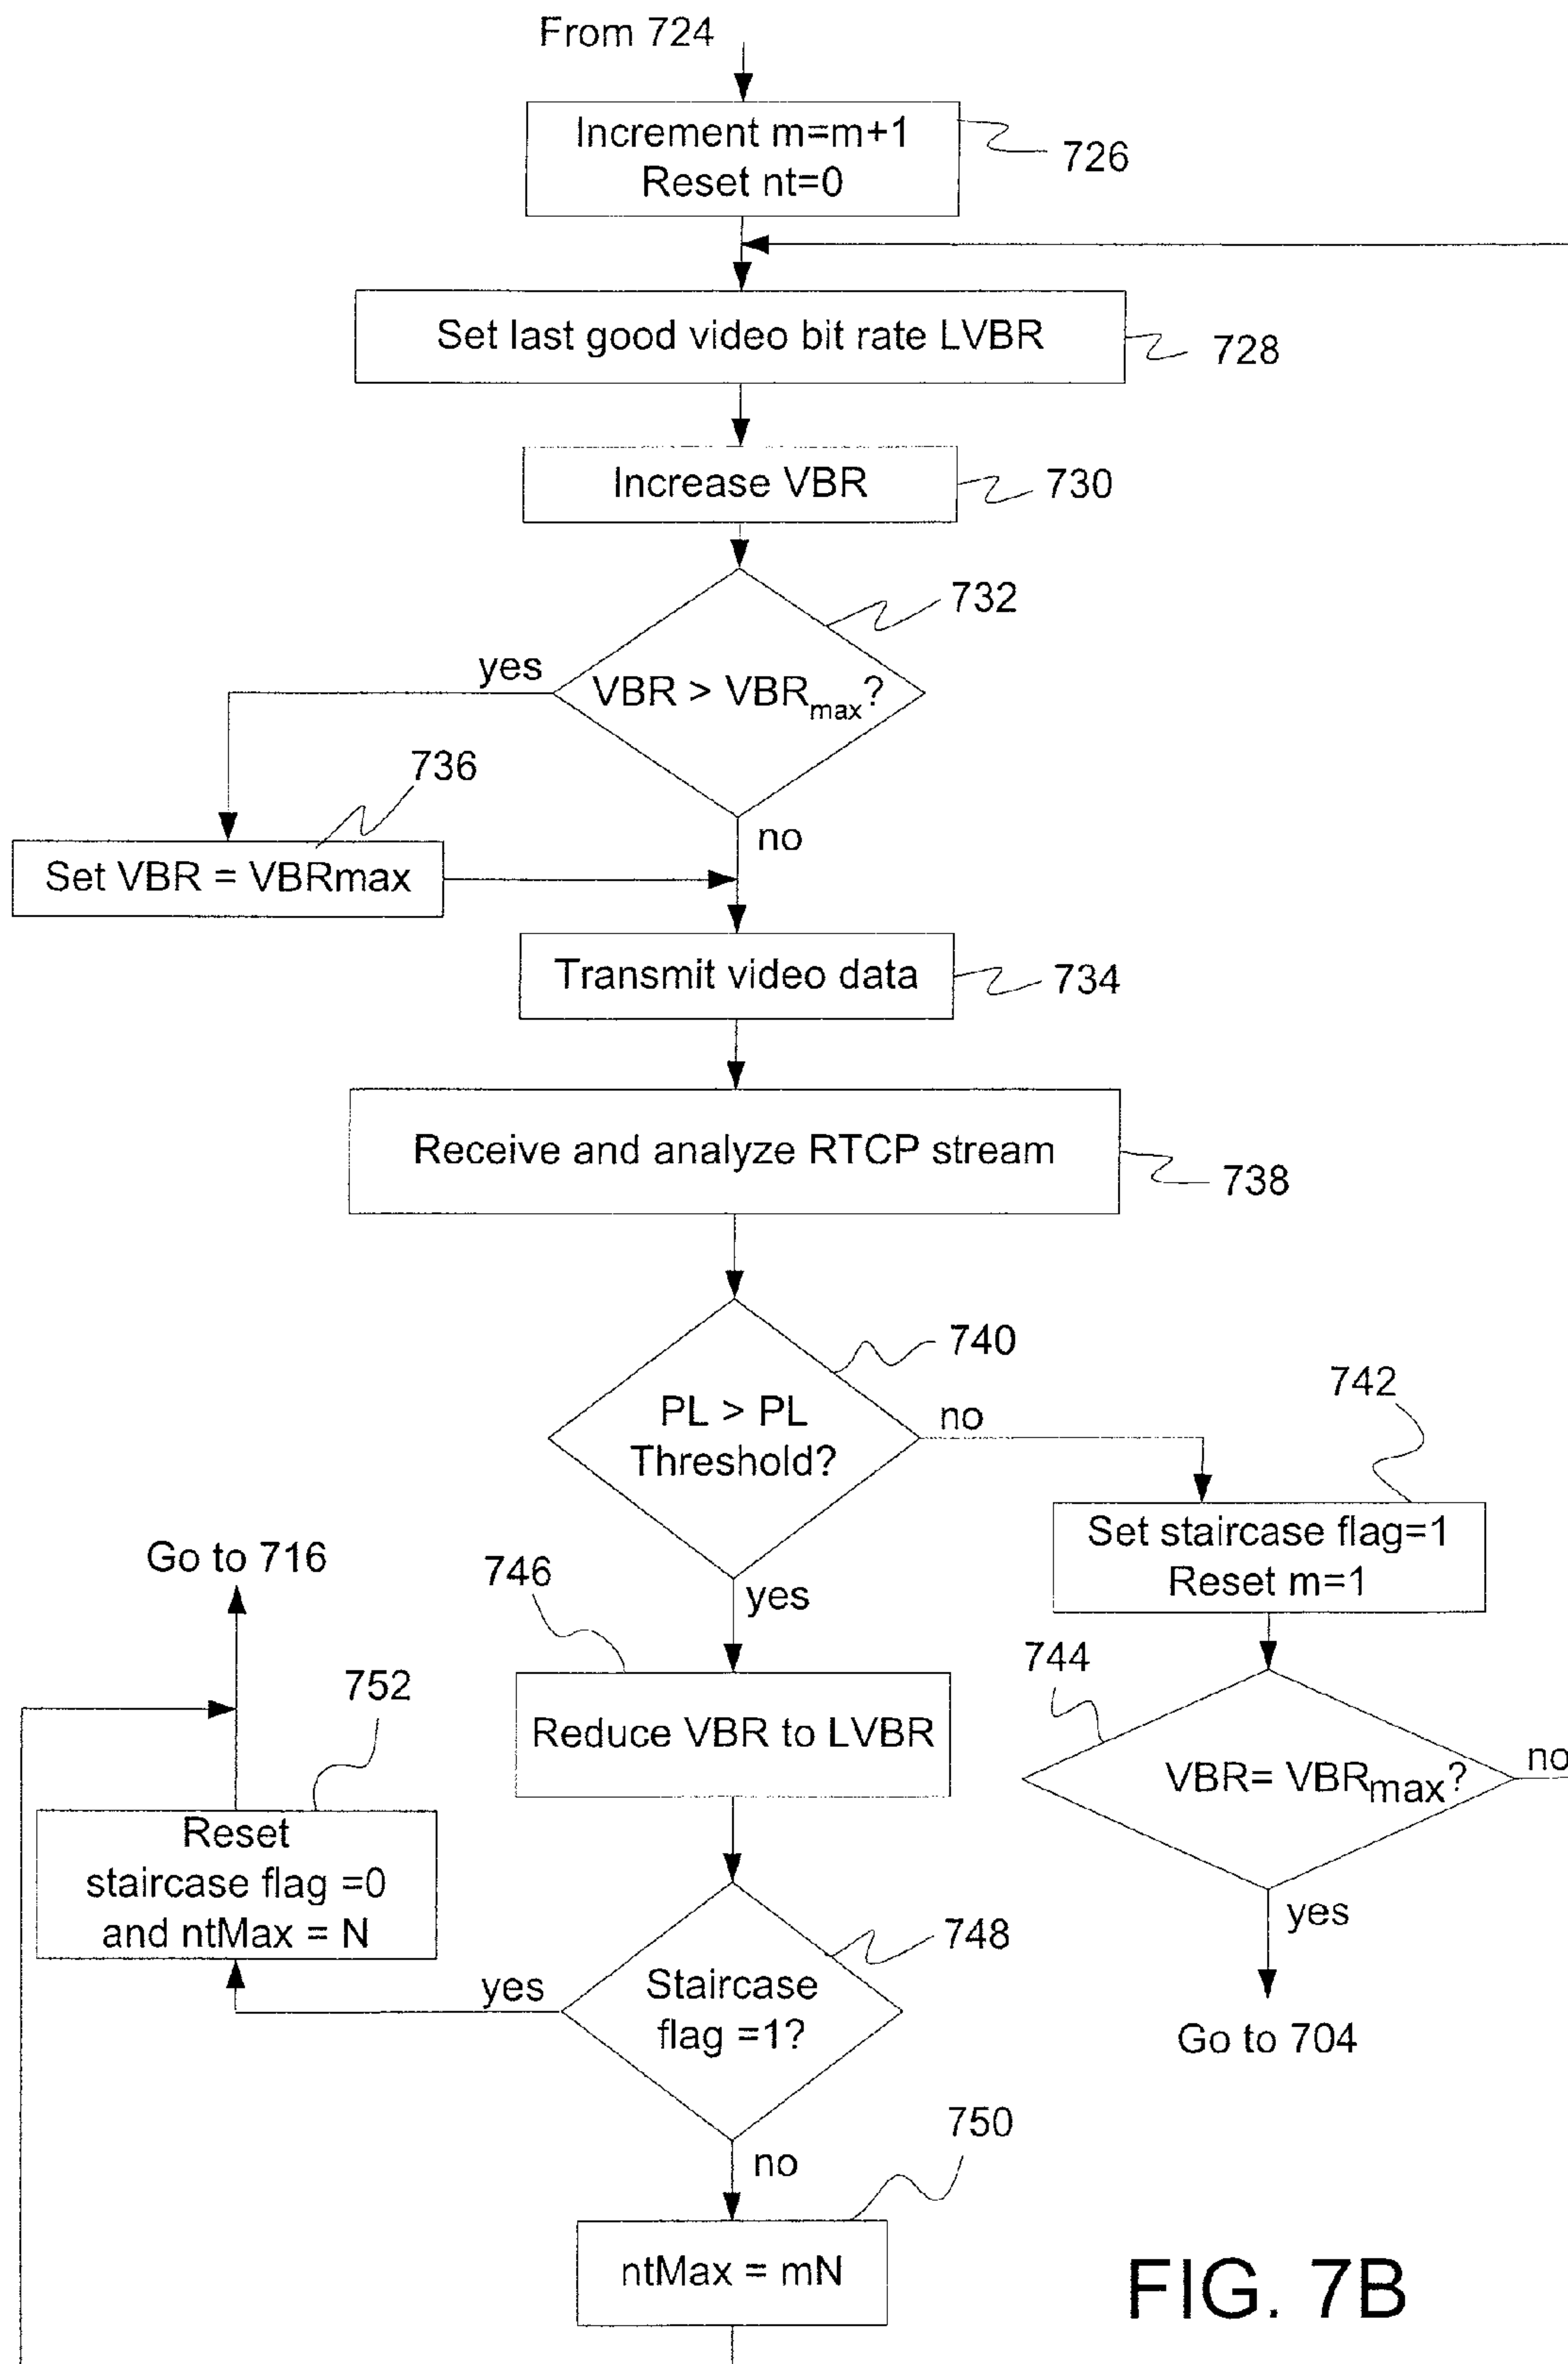 From 724
Increment m=m+1
Reset nt=0
726
Set last good video bit rate LVBR
728
Increase VBR
730
732
yes
VBR > VBRmax?
736
no
Set VBR = VBRmax
Transmit video data
734
Receive and analyze RTCP stream
738
740
PL > PL
Threshold?
no
742
Set staircase flag=1
Reset m=1
Go to 716
746
yes
744
752
Reduce VBR to LVBR
VBR= VBRmax?
no
Reset
staircase flag =0
and ntMax = N
yes
748
yes
Staircase
flag =1?
Go to 704
750
no
ntMax = mN
FIG. 7B